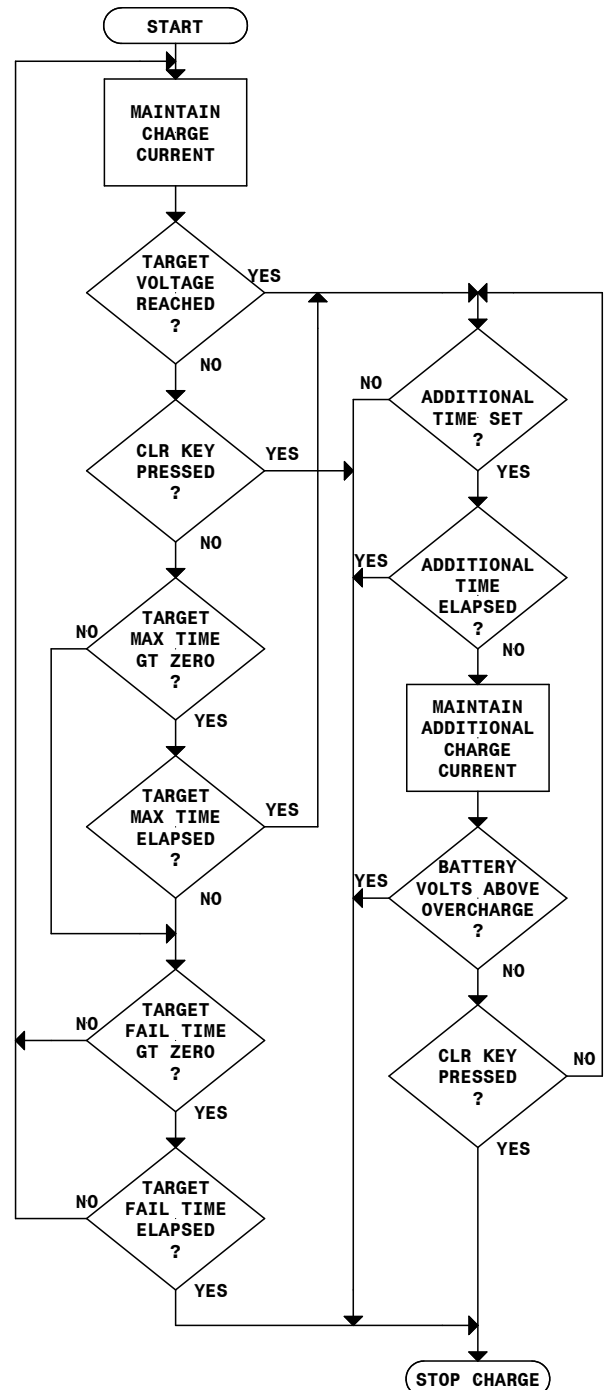 START
MAINTAIN
CHARGE
CURRENT
TARGET
VOLTAGE
REACHED
?
YES
NO
CLR KEY
PRESSED
?
YES
NO
TARGET
MAX TIME
GT ZERO
?
NO
YES
TARGET
MAX TIME
ELAPSED
?
YES
NO
TARGET
FAIL TIME
GT ZERO
?
NO
YES
TARGET
FAIL TIME
ELAPSED
?
NO
YES
ADDITIONAL
TIME SET
?
NO
YES
ADDITIONAL
TIME
ELAPSED
?
YES
NO
MAINTAIN
ADDITIONAL
CHARGE
CURRENT
BATTERY
VOLTS ABOVE
OVERCHARGE
?
YES
NO
CLR KEY
PRESSED
?
NO
YES
STOP CHARGE